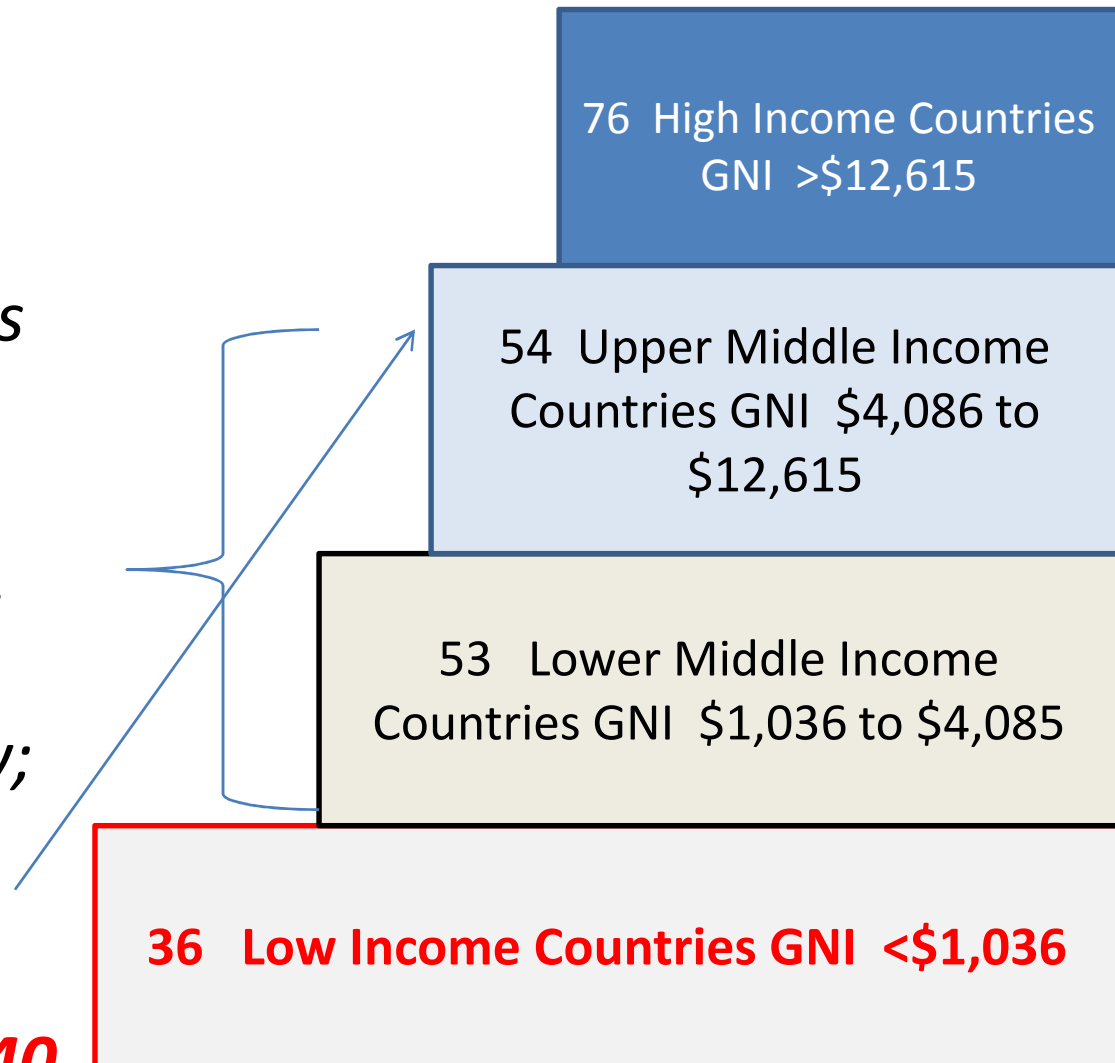 76 High Income Countries
GNI >$12,615
s
54 Upper Middle Income
Countries GNI $4,086 to
$12,615
53 Lower Middle Income
Countries GNI $1,036 to $4,085
;
36 Low Income Countries GNI <$1,036
40